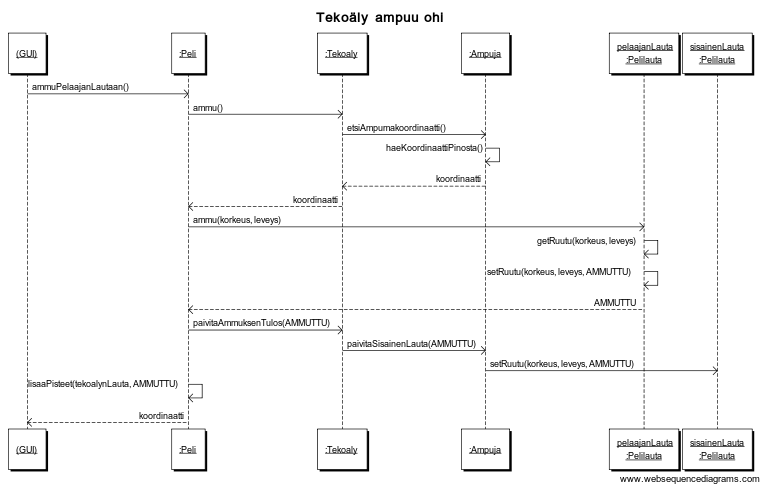 Tekoäly ampuu ohi
(GUI)
:Peli
:Tekoaly
:Ampuja
pelaajanLauta
:Pelilauta
sisainenLauta
:Pelilauta
ammuPelaajanLautaan()
ammu()
etsiAmpumakoordinaatti()
haeKoordinaattiPinosta()
koordinaatti
koordinaatti
ammu(korkeus, leveys)
getRuutu(korkeus, leveys)
setRuutu(korkeus, leveys, AMMUTTU)
AMMUTTU
paivitaAmmuksenTulos(AMMUTTU)
paivitaSisainenLauta(AMMUTTU)
setRuutu(korkeus, leveys, AMMUTTU)
lisaaPisteet(tekoalynLauta, AMMUTTU)
koordinaatti
(GUI)
:Peli
:Tekoaly
:Ampuja
pelaajanLauta
:Pelilauta
sisainenLauta
:Pelilauta
www.websequencediagrams.com